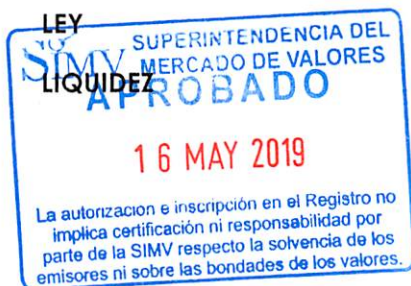 LEY
SIMV SUPERINTENDENCIA DEL
MERCADO DE VALORES
LIQUIDEZ
APROBADO
16 MAY 2019
La autorizacion e inscripción en el Registro no
implica certificación ni responsabilidad por
parte de la SIMV respecto la solvencia de los
emisores ni sobre las bondades de los valores.